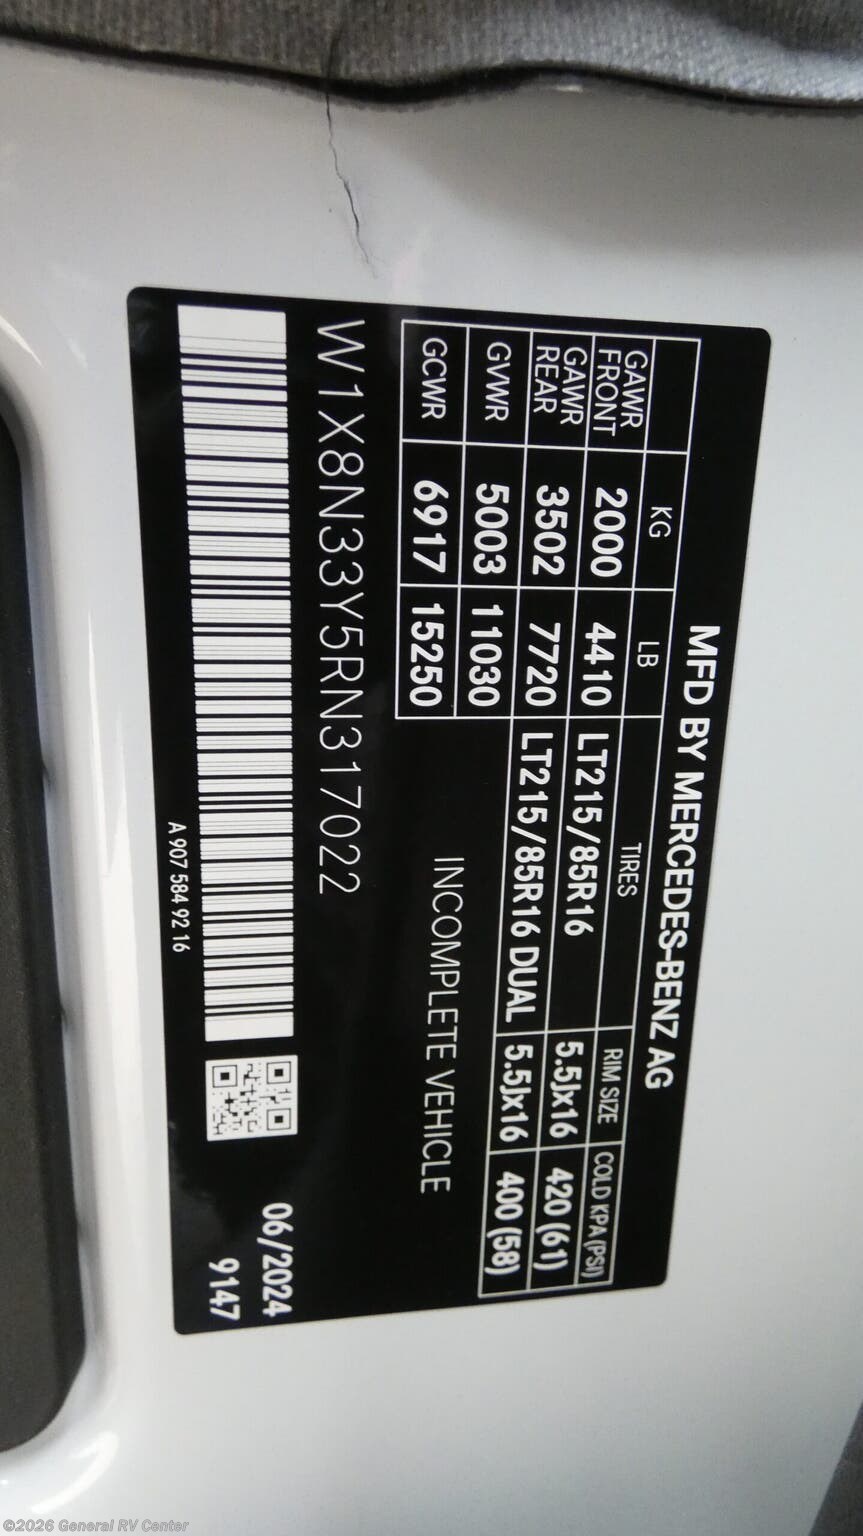 MFD BY MERCEDES-BENZ AG
KG LB TIRES RIM SIZE COLD KPA (PSI)
GAWR FRONT 2000 4410 LT215/85R16 5.5Jx16 420 (61)
GAWR REAR 3502 7720 LT215/85R16 DUAL 5.5Jx16 400 (58)
GVWR 5003 11030
GCWR 6917 15250
INCOMPLETE VEHICLE
W1X8N33Y5RN317022
06/2024
9147
A 907 584 92 16
©2026 General RV Center